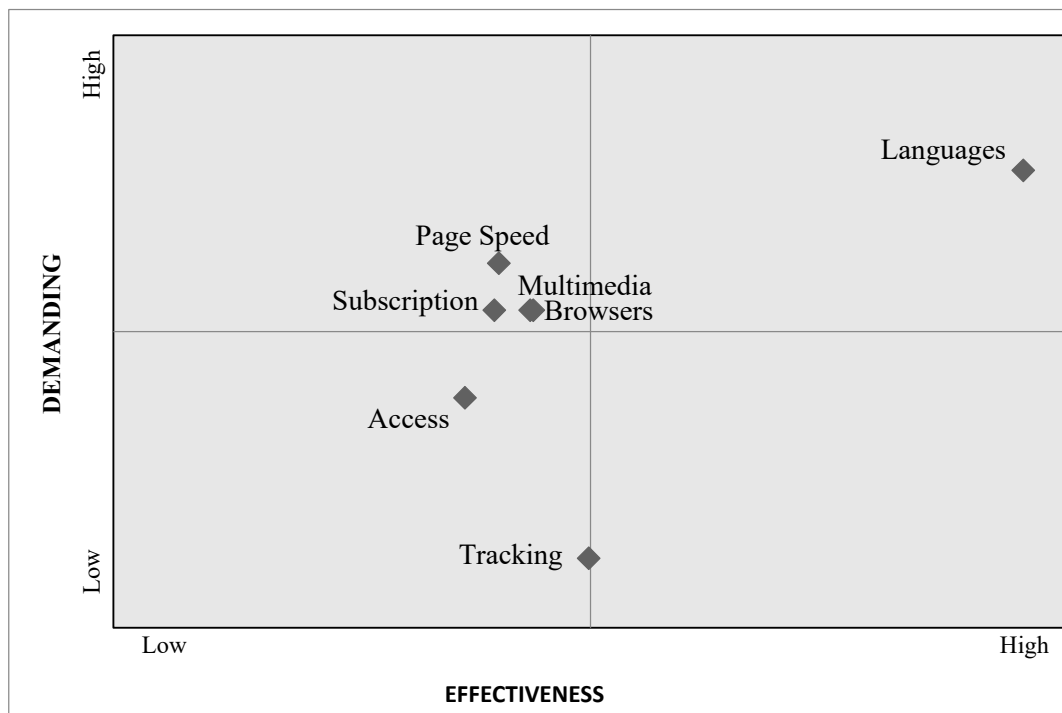 High
Languages
Page Speed
Multimedia
Subscription
Browsers
DEMANDING
Access
Tracking
Low
Low
High
EFFECTIVENESS